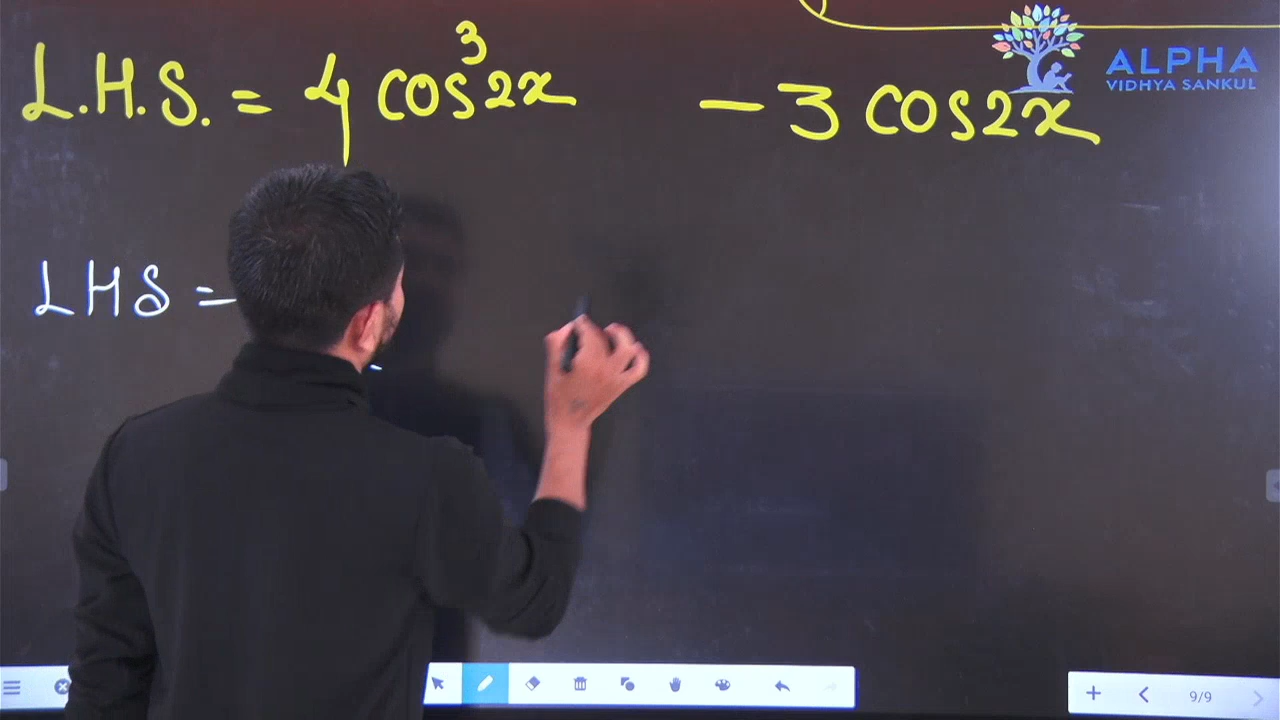 L.H.S. = 4 cos³2x - 3 cos2x
ALPHA
VIDHYA SANKUL
LHS =
9/9